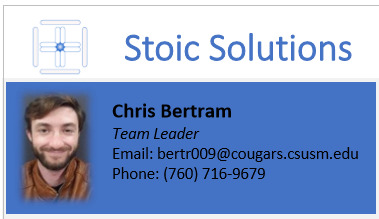 Stoic Solutions
Chris Bertram
Team Leader
Email: bertr009@cougars.csusm.edu
Phone: (760) 716-9679